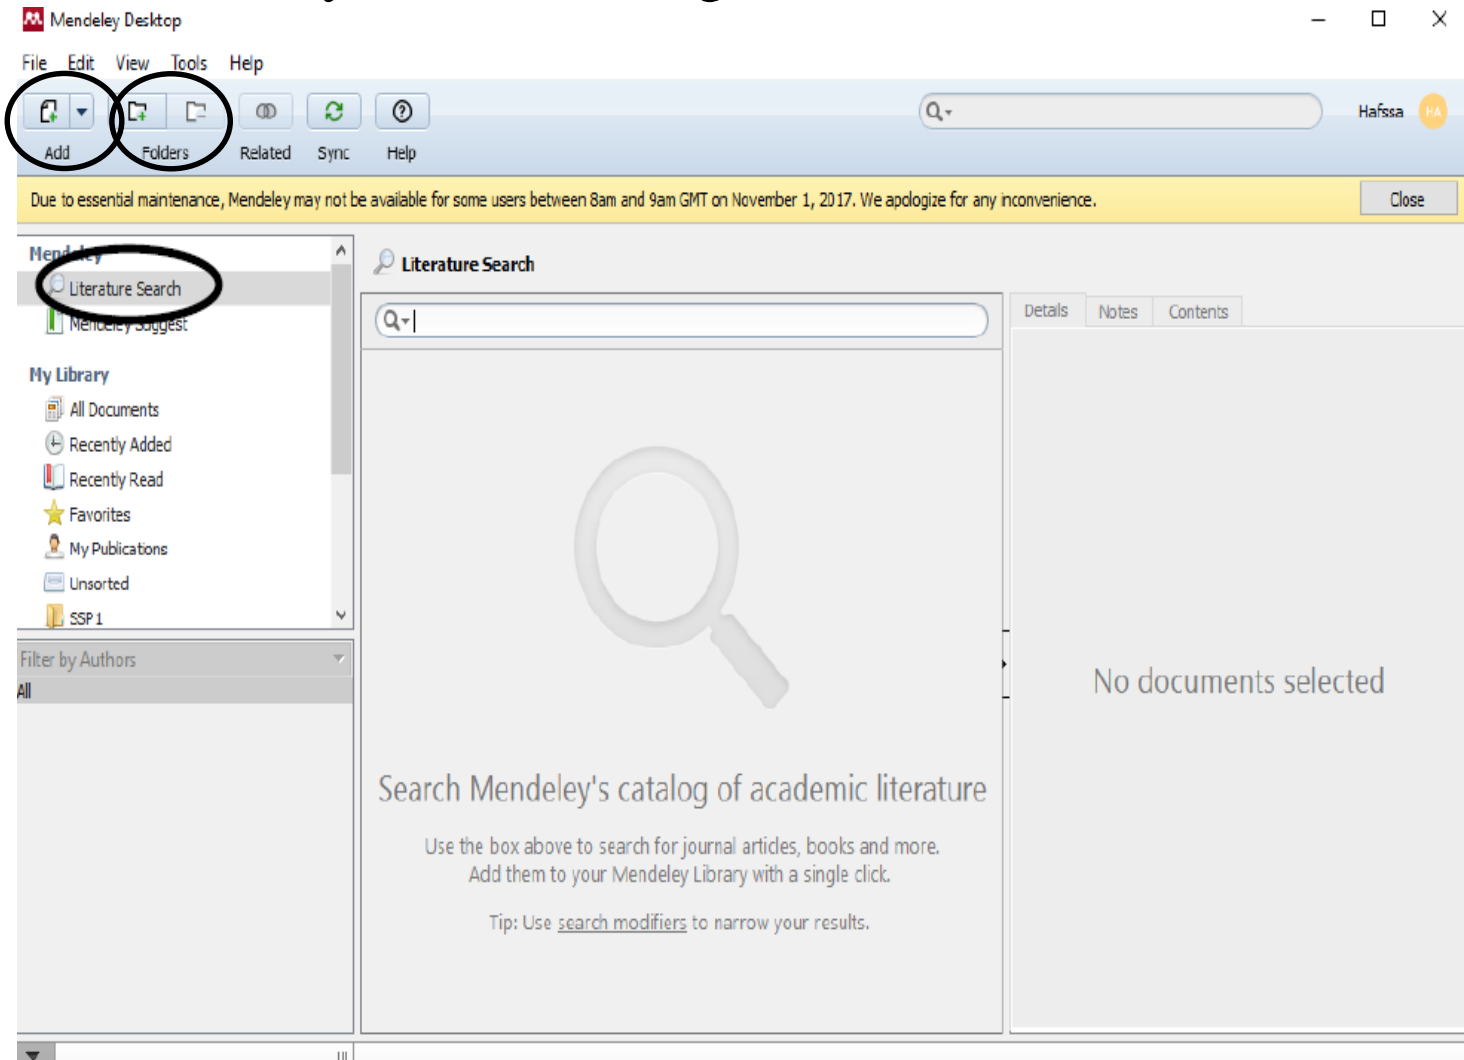 Mendeley Desktop
File Edit View Tools Help
Hafssa HA
Add Folders Related Sync Help
Due to essential maintenance, Mendeley may not be available for some users between 8am and 9am GMT on November 1, 2017. We apologize for any inconvenience.
Close
Mendeley
Literature Search
Mendeley Suggest
My Library
All Documents
Recently Added
Recently Read
Favorites
My Publications
Unsorted
SSP 1
Filter by Authors
All
Literature Search
Search Mendeley's catalog of academic literature
Use the box above to search for journal articles, books and more.
Add them to your Mendeley Library with a single click.
Tip: Use search modifiers to narrow your results.
Details Notes Contents
No documents selected